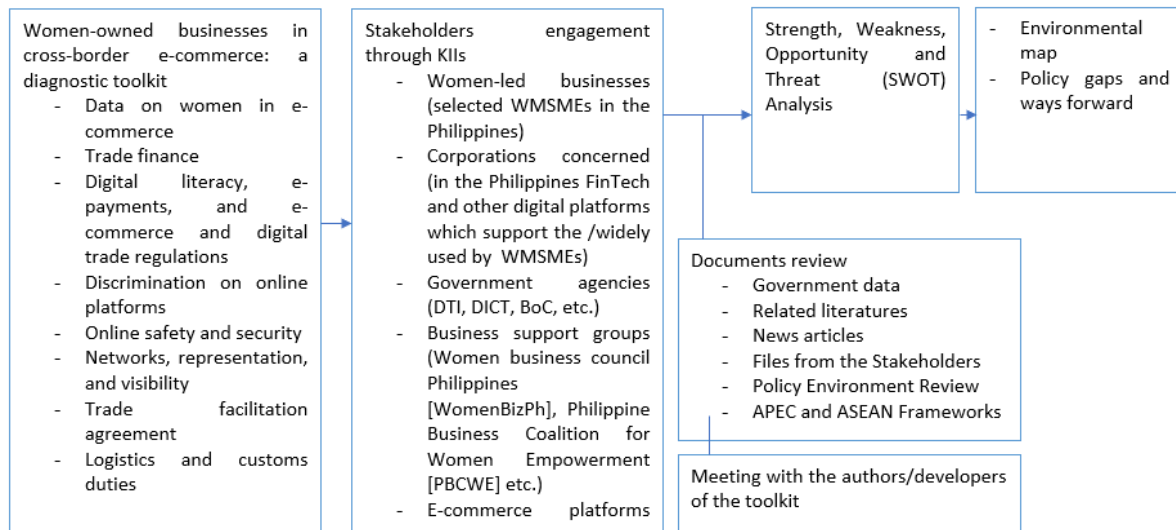 Women-owned businesses in
cross-border e-commerce: a
diagnostic toolkit
- Data on women in e-
commerce
- Trade finance
- Digital literacy, e-
payments, and e-
commerce and digital
trade regulations
- Discrimination on online
platforms
- Online safety and security
- Networks, representation,
and visibility
- Trade facilitation
agreement
- Logistics and customs
duties
Stakeholders engagement
through KIIs
- Women-led businesses
(selected WMSMEs in the
Philippines)
- Corporations concerned
(in the Philippines FinTech
and other digital platforms
which support the /widely
used by WMSMEs)
- Government agencies
(DTI, DICT, BoC, etc.)
- Business support groups
(Women business council
Philippines
[WomenBizPh], Philippine
Business Coalition for
Women Empowerment
[PBCWE] etc.)
- E-commerce platforms
Strength, Weakness,
Opportunity and
Threat (SWOT)
Analysis
- Environmental
map
- Policy gaps and
ways forward
Documents review
- Government data
- Related literatures
- News articles
- Files from the Stakeholders
- Policy Environment Review
- APEC and ASEAN Frameworks
Meeting with the authors/developers
of the toolkit